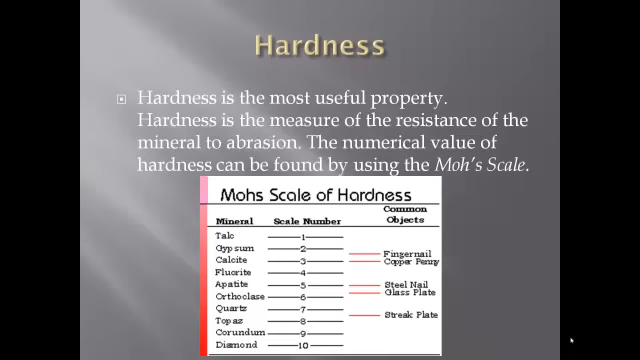 Hardness
Hardness is the most useful property.
Hardness is the measure of the resistance of the
mineral to abrasion. The numerical value of
hardness can be found by using the Moh's Scale.
Mohs Scale of Hardness
Mineral Scale Number Common Objects
Talc 1
Gypsum 2
Fingernail
Calcite 3 Copper Penny
Fluorite 4
Apatite 5 Steel Nail
Glass Plate
Orthoclase 6
Quartz 7
Streak Plate
Topaz 8
Corundum 9
Diamond 10